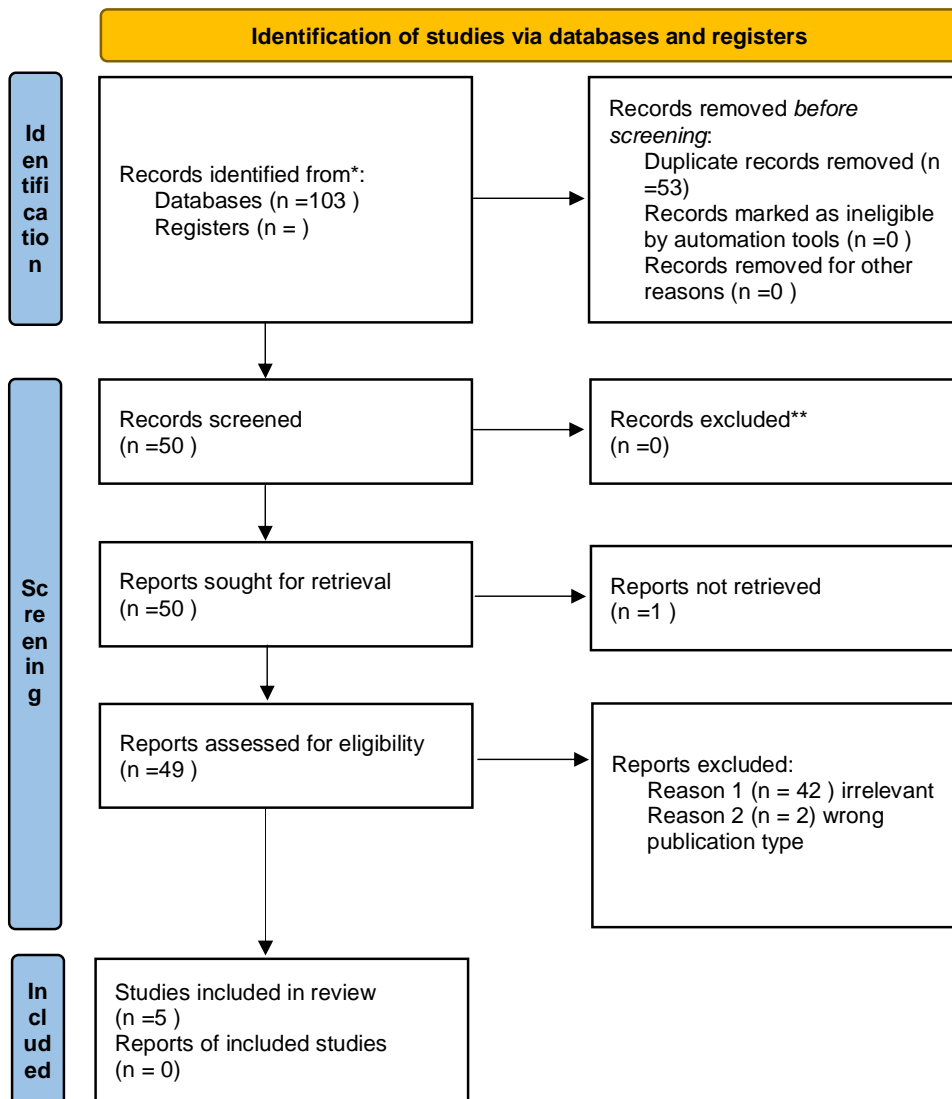 Identification of studies via databases and registers
Id
en
tifi
ca
tio
n
Records identified from*:
Databases (n =103 )
Registers (n = )
Records removed before
screening:
Duplicate records removed (n
=53)
Records marked as ineligible
by automation tools (n =0 )
Records removed for other
reasons (n =0 )
Sc
re
en
in
g
Records screened
(n =50 )
Records excluded**
(n =0)
Reports sought for retrieval
(n =50 )
Reports not retrieved
(n =1 )
Reports assessed for eligibility
(n =49 )
Reports excluded:
Reason 1 (n = 42 ) irrelevant
Reason 2 (n = 2) wrong
publication type
In
cl
ud
ed
Studies included in review
(n =5 )
Reports of included studies
(n = 0)